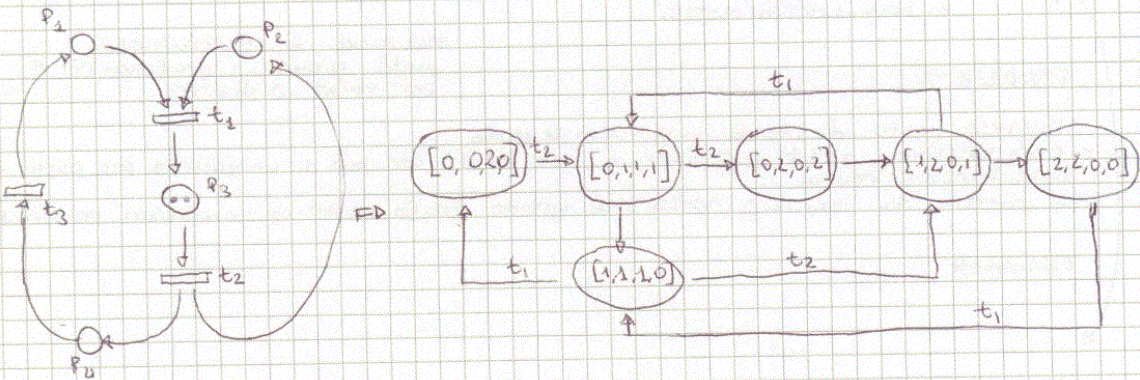 P1
P2
t1
t1
[0, 0,2,0]
t2
[0,1,1,1]
t2
[0,2,0,2]
[1,2,0,1]
[2,2,0,0]
P3
t3
t2
[1,1,1,0]
t1
t2
t1
P4